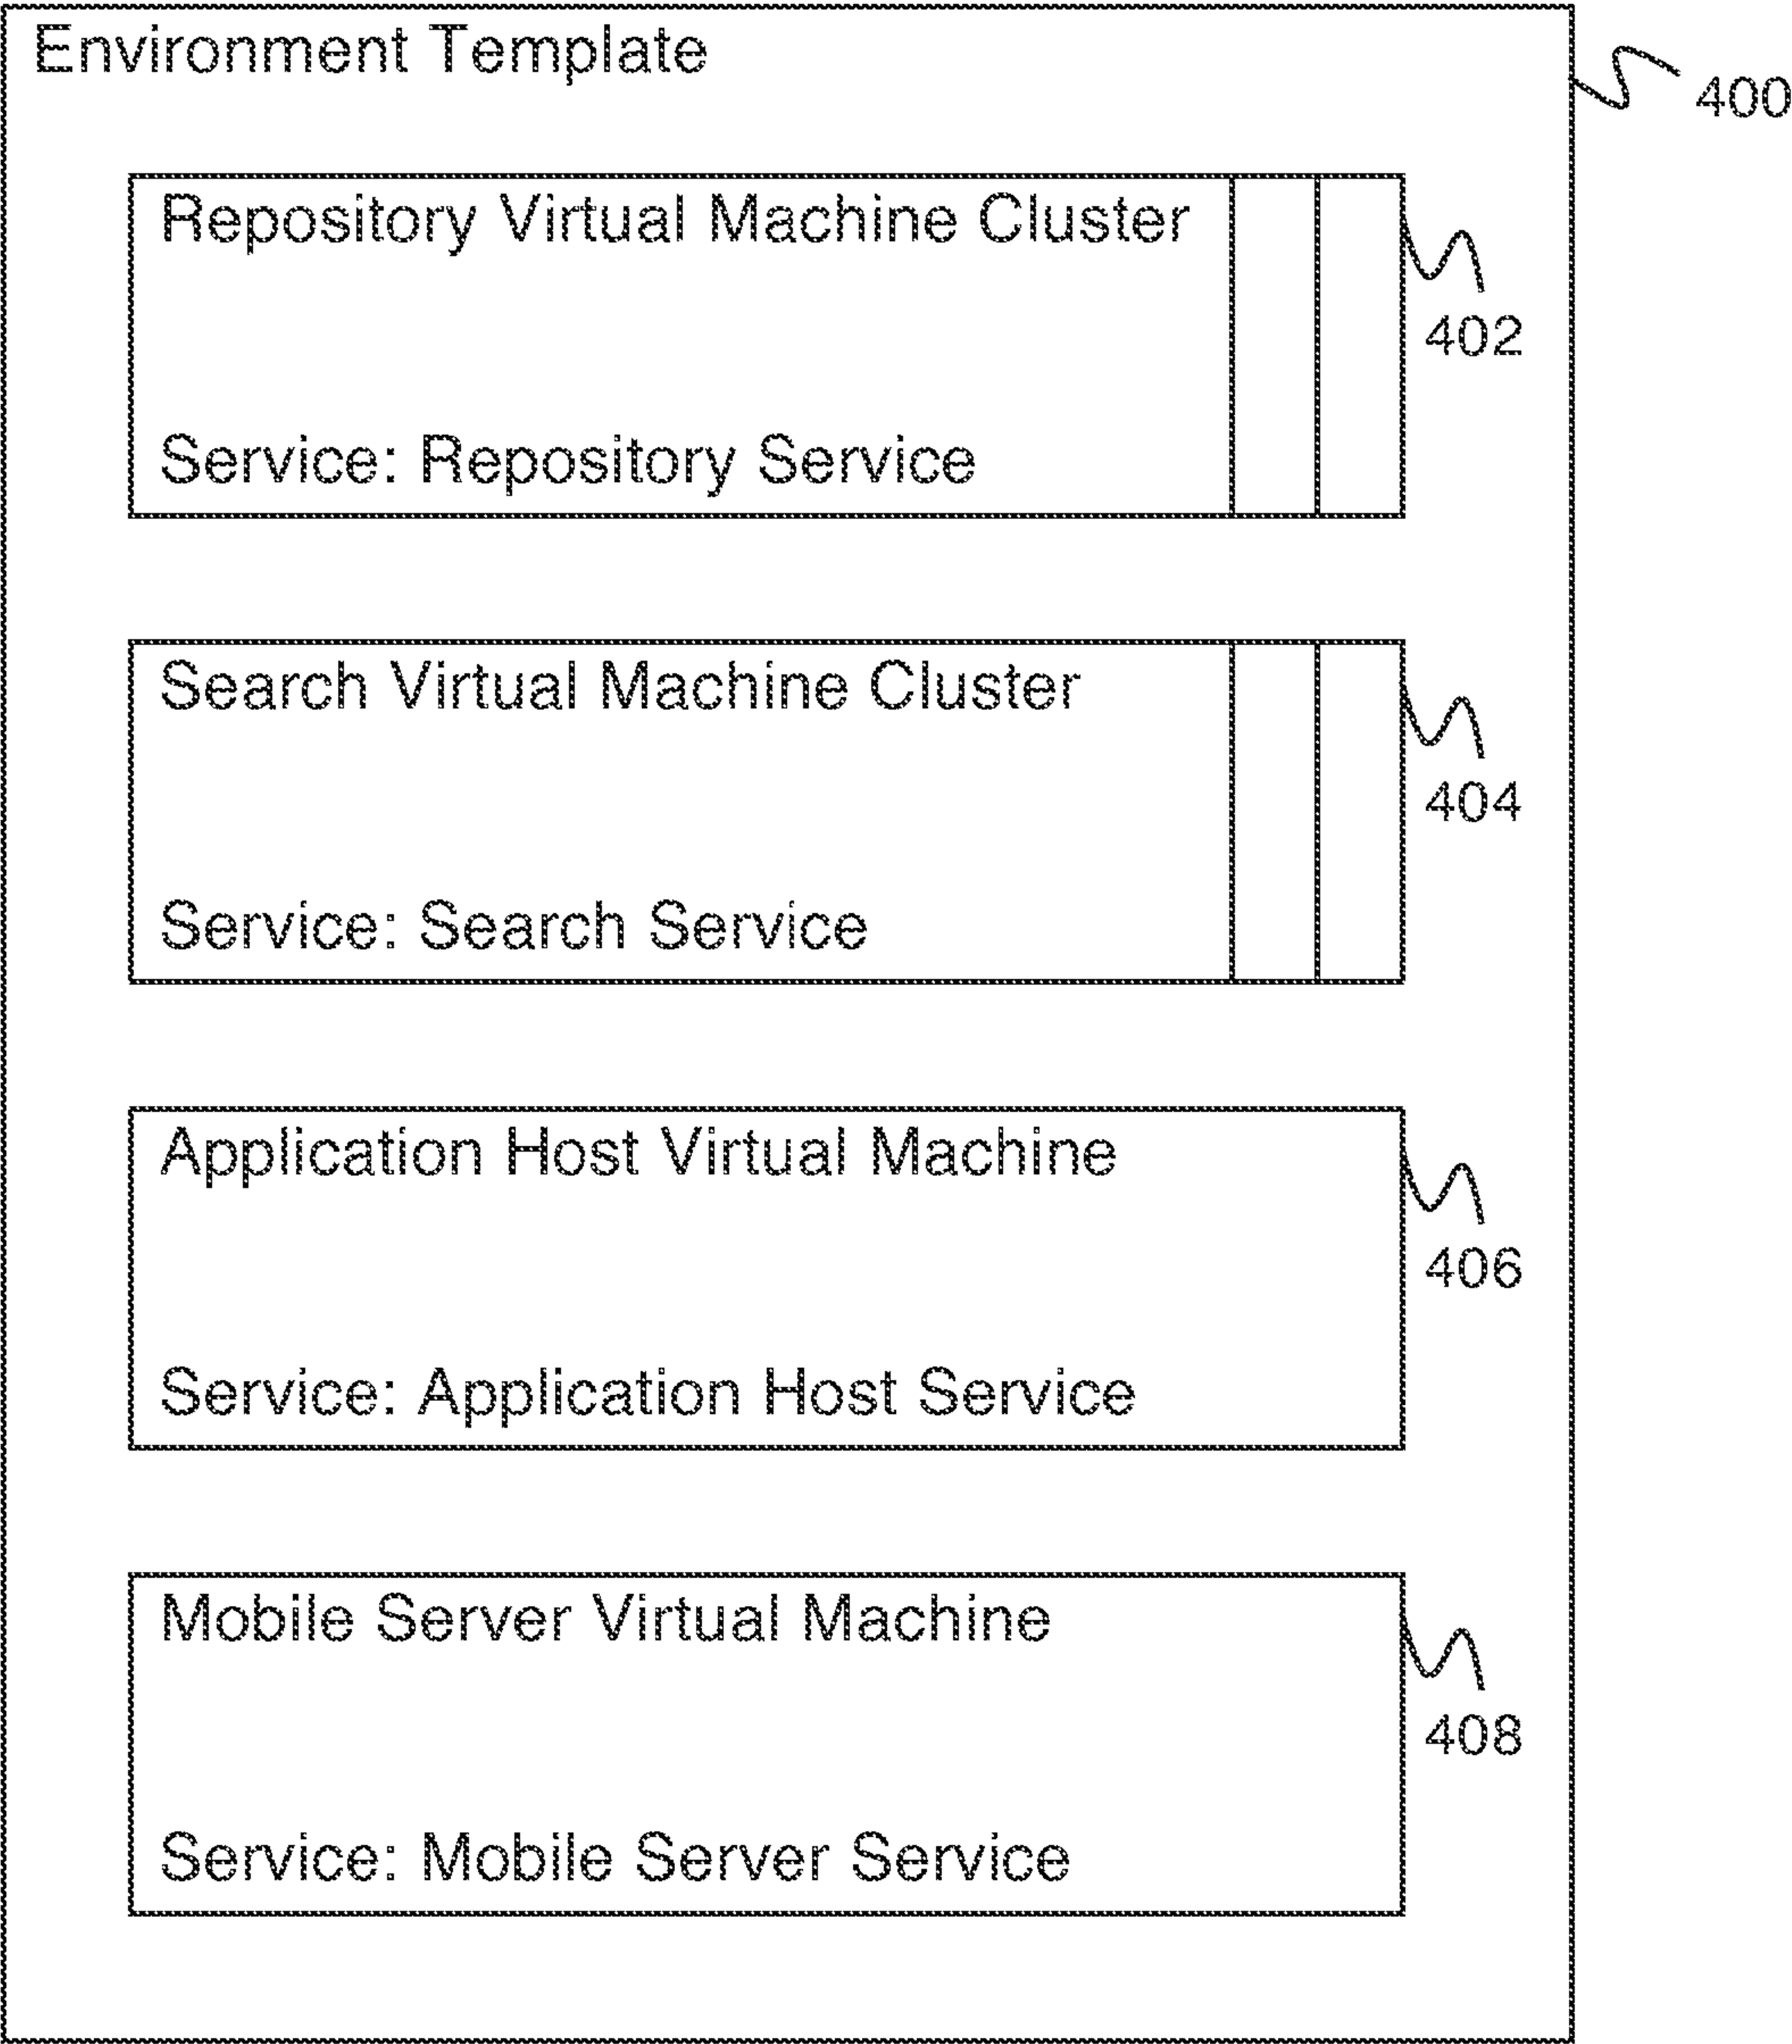 Environment Template
400
Repository Virtual Machine Cluster
402
Service: Repository Service
Search Virtual Machine Cluster
404
Service: Search Service
Application Host Virtual Machine
406
Service: Application Host Service
Mobile Server Virtual Machine
408
Service: Mobile Server Service